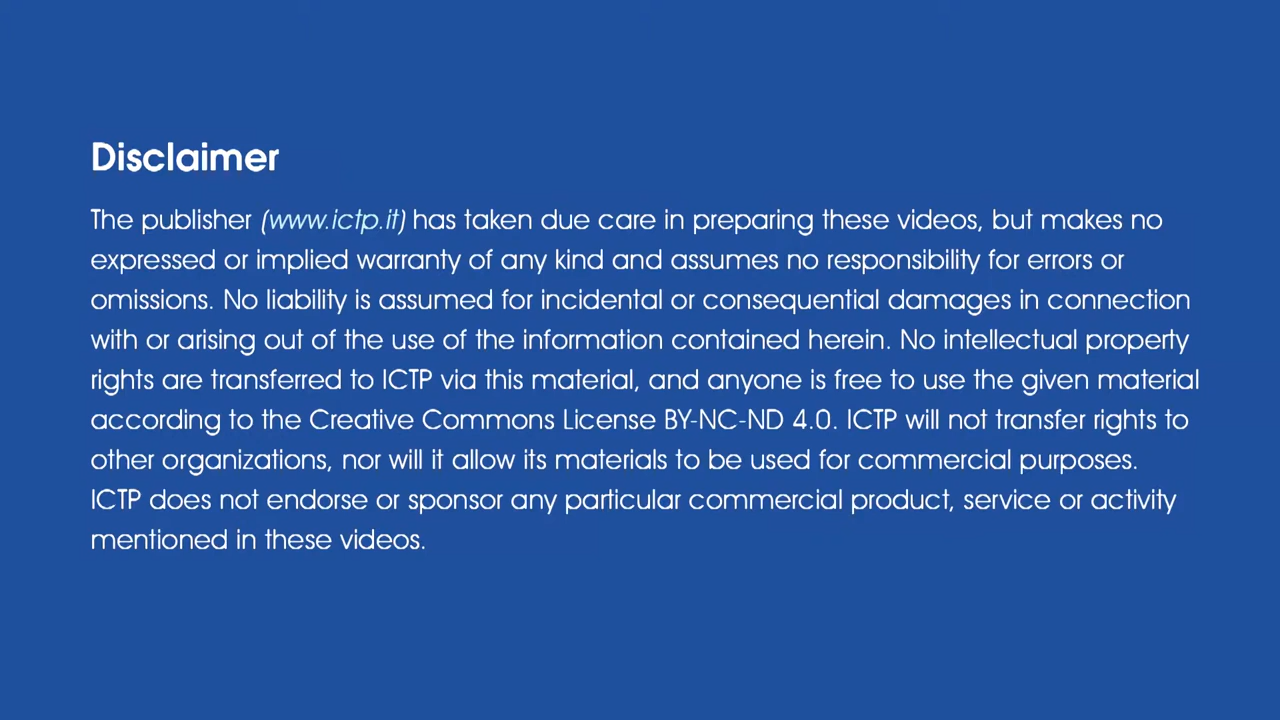 Disclaimer
The publisher (www.ictp.it) has taken due care in preparing these videos, but makes no
expressed or implied warranty of any kind and assumes no responsibility for errors or
omissions. No liability is assumed for incidental or consequential damages in connection
with or arising out of the use of the information contained herein. No intellectual property
rights are transferred to ICTP via this material, and anyone is free to use the given material
according to the Creative Commons License BY-NC-ND 4.0. ICTP will not transfer rights to
other organizations, nor will it allow its materials to be used for commercial purposes.
ICTP does not endorse or sponsor any particular commercial product, service or activity
mentioned in these videos.